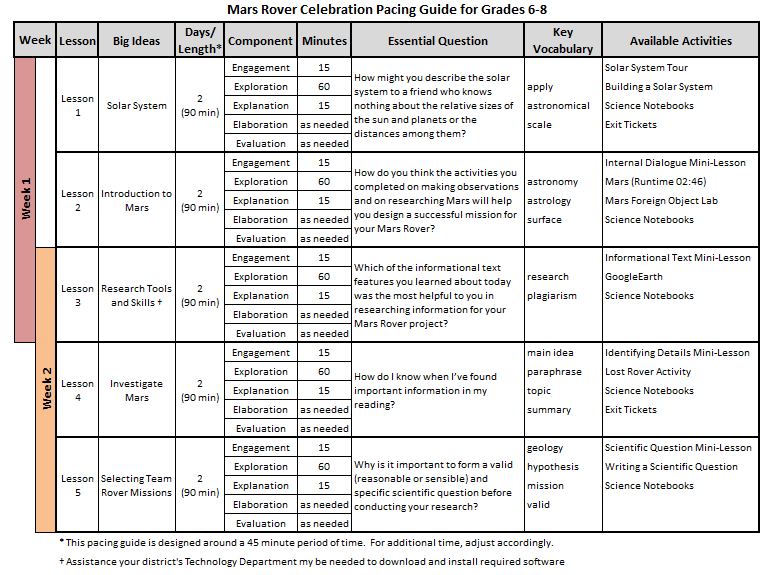 Mars Rover Celebration Pacing Guide for Grades 6-8
Week Lesson Big Ideas Days/ Length* Component Minutes Essential Question Key Vocabulary Available Activities
Week 1
Lesson 1
Solar System
2 (90 min)
Engagement 15
Exploration 60
Explanation 15
Elaboration as needed
Evaluation as needed
How might you describe the solar
system to a friend who knows
nothing about the relative sizes of
the sun and planets or the
distances among them?
apply
astronomical
scale
Solar System Tour
Building a Solar System
Science Notebooks
Exit Tickets
Lesson 2
Introduction to
Mars
2 (90 min)
Engagement 15
Exploration 60
Explanation 15
Elaboration as needed
Evaluation as needed
How do you think the activities you
completed on making observations
and on researching Mars will help
you design a successful mission for
your Mars Rover?
astronomy
astrology
surface
Internal Dialogue Mini-Lesson
Mars (Runtime 02:46)
Mars Foreign Object Lab
Science Notebooks
Week 2
Lesson 3
Research Tools
and Skills †
2 (90 min)
Engagement 15
Exploration 60
Explanation 15
Elaboration as needed
Evaluation as needed
Which of the informational text
features you learned about today
was the most helpful to you in
researching information for your
Mars Rover project?
research
plagiarism
Informational Text Mini-Lesson
GoogleEarth
Science Notebooks
Lesson 4
Investigate
Mars
2 (90 min)
Engagement 15
Exploration 60
Explanation 15
Elaboration as needed
Evaluation as needed
How do I know when I've found
important information in my
reading?
main idea
paraphrase
topic
summary
Identifying Details Mini-Lesson
Lost Rover Activity
Science Notebooks
Exit Tickets
Lesson 5
Selecting Team
Rover Missions
2 (90 min)
Engagement 15
Exploration 60
Explanation 15
Elaboration as needed
Evaluation as needed
Why is it important to form a valid
(reasonable or sensible) and
specific scientific question before
conducting your research?
geology
hypothesis
mission
valid
Scientific Question Mini-Lesson
Writing a Scientific Question
Science Notebooks
* This pacing guide is designed around a 45 minute period of time. For additional time, adjust accordingly.
† Assistance your district's Technology Department my be needed to download and install required software